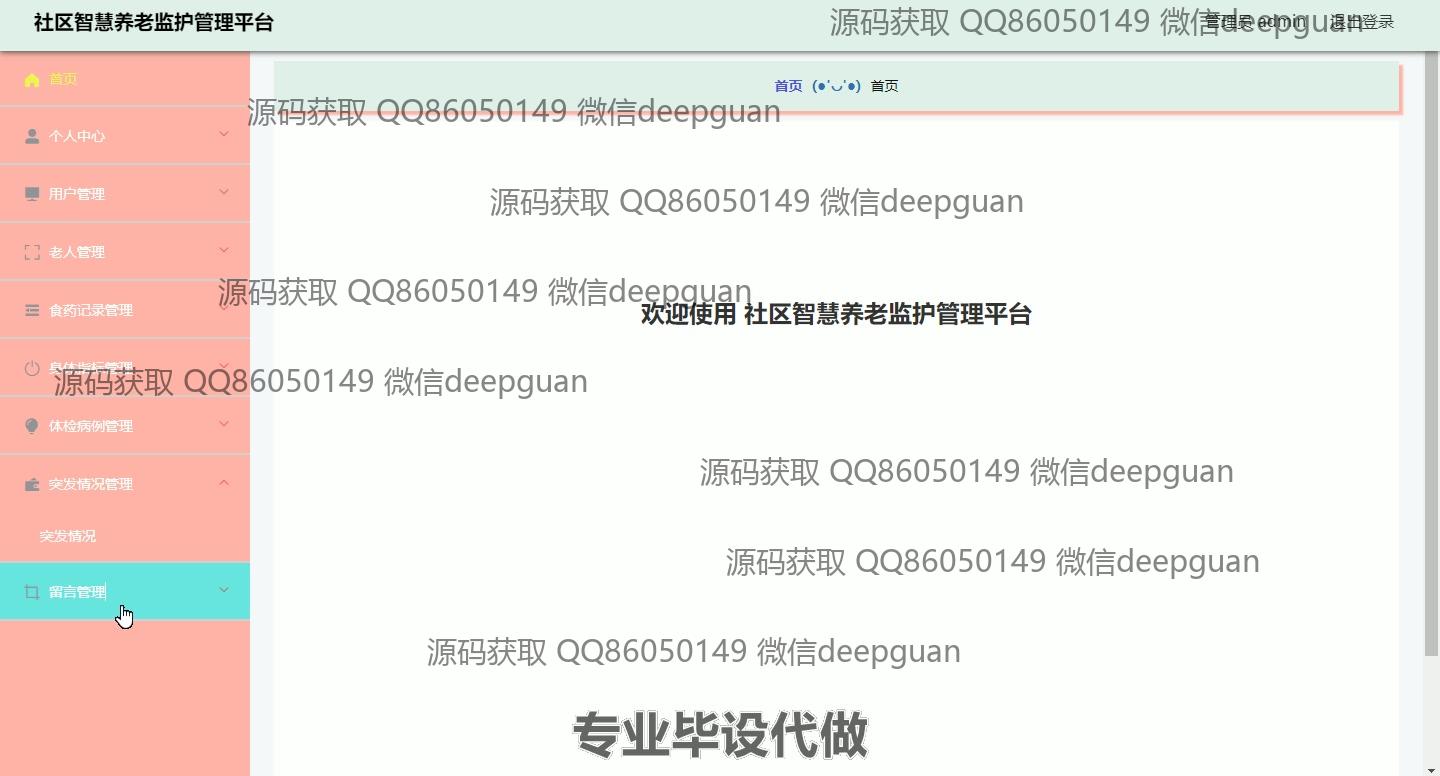 社区智慧养老监护管理平台
源码获取 QQ86050149 微信deepguan
管理员 admin 退出登录
首页
首页 (●'◡'●) 首页
源码获取 QQ86050149 微信deepguan
个人中心
用户管理
源码获取 QQ86050149 微信deepguan
老人管理
源码获取 QQ86050149 微信deepguan
食药记录管理
欢迎使用 社区智慧养老监护管理平台
身体指标管理
源码获取 QQ86050149 微信deepguan
体检病例管理
源码获取 QQ86050149 微信deepguan
突发情况管理
突发情况
源码获取 QQ86050149 微信deepguan
留言管理
源码获取 QQ86050149 微信deepguan
专业毕设代做